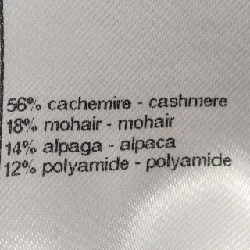 56% cachemire - cashmere
18% mohair - mohair
14% alpaga - alpaca
12% polyamide - polyamide